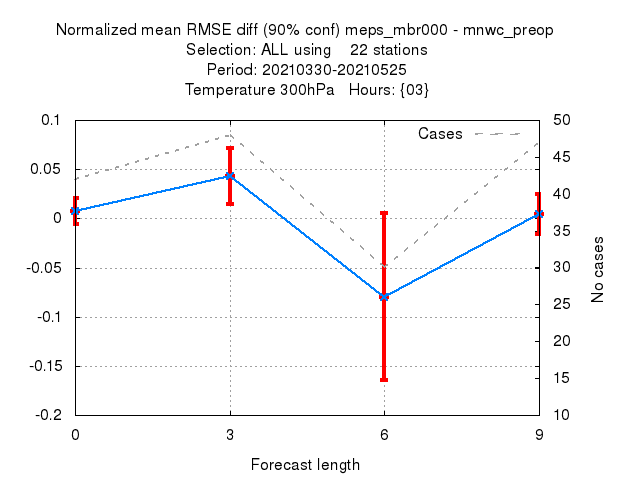 Normalized mean RMSE diff (90% conf) meps_mbr000 - mnwc_preop
Selection: ALL using    22 stations
Period: 20210330-20210525
Temperature 300hPa   Hours: {03}
Cases
0.1
0.05
0
-0.05
-0.1
-0.15
-0.2
50
45
40
35
30
25
20
15
10
No cases
0 3 6 9
Forecast length